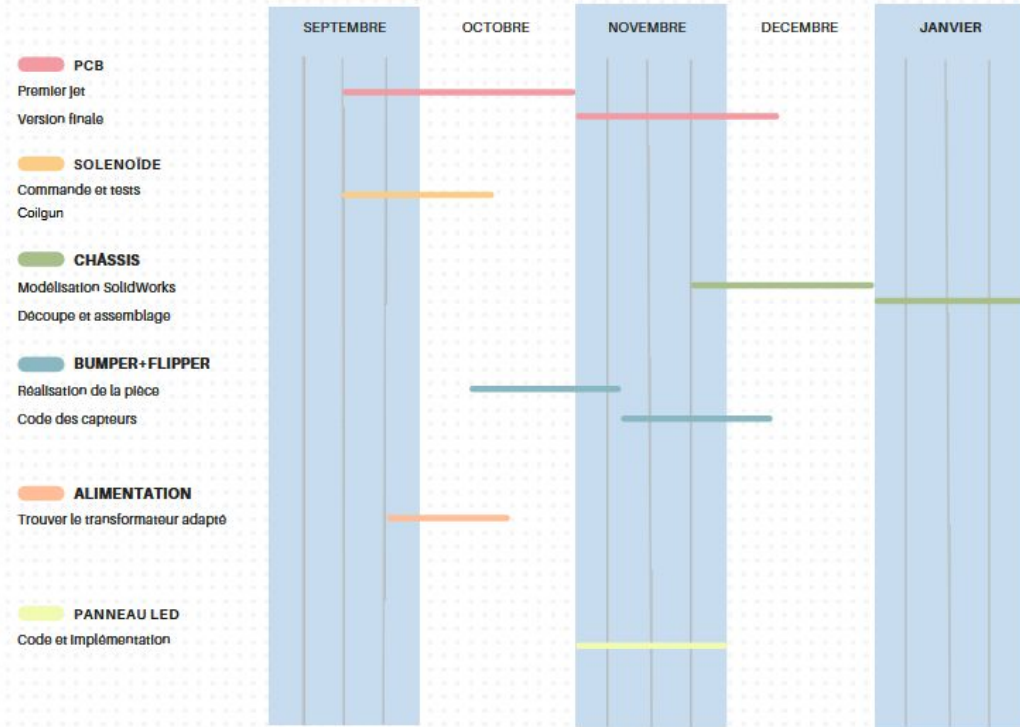 SEPTEMBRE OCTOBRE NOVEMBRE DECEMBRE JANVIER
PCB
Premier jet
Version finale
SOLENOÏDE
Commande et tests
Coilgun
CHÂSSIS
Modélisation SolidWorks
Découpe et assemblage
BUMPER+FLIPPER
Réalisation de la pièce
Code des capteurs
ALIMENTATION
Trouver le transformateur adapté
PANNEAU LED
Code et implémentation